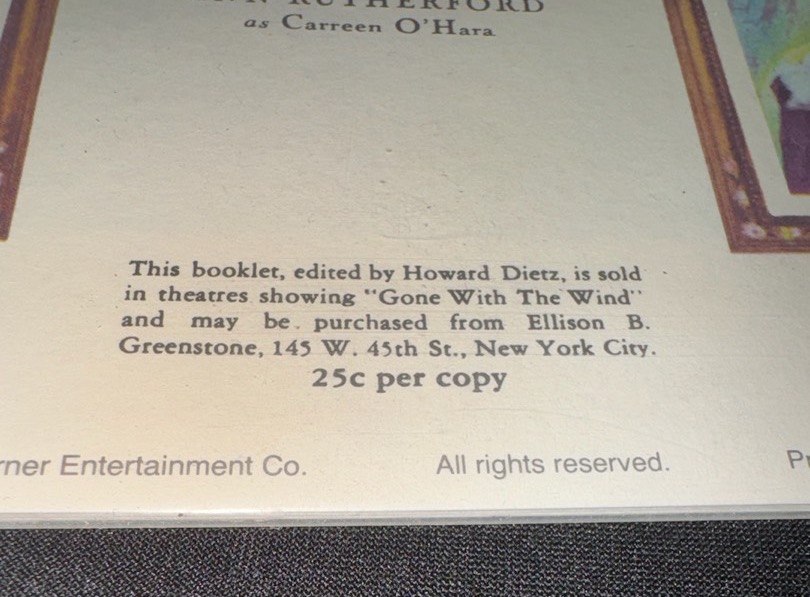 RUTHERFORD
as Carreen O'Hara
This booklet, edited by Howard Dietz, is sold
in theatres showing "Gone With The Wind"
and may be purchased from Ellison B.
Greenstone, 145 W. 45th St., New York City.
25c per copy
Entertainment Co. All rights reserved.